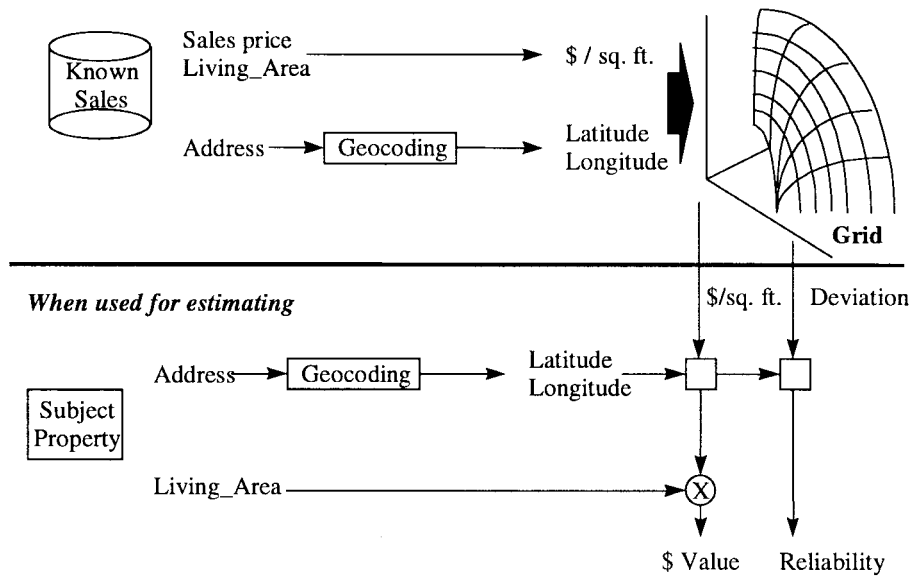 Known
Sales
Sales price
Living_Area
$ / sq. ft.
Address
Geocoding
Latitude
Longitude
Grid
When used for estimating
$/sq. ft.
Deviation
Subject
Property
Address
Geocoding
Latitude
Longitude
Living_Area
X
$ Value
Reliability